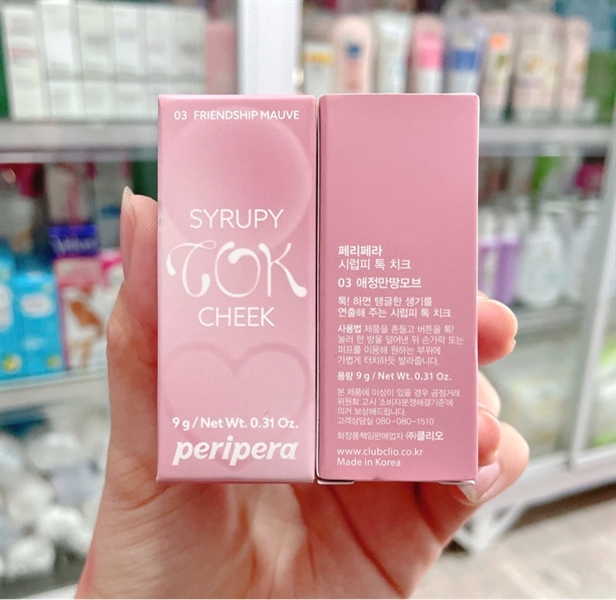 03 FRIENDSHIP MAUVE
SYRUPY
TOK
CHEEK
9 g / Net Wt. 0.31 Oz.
peripera
페리페라
시럽피 톡 치크
03 애정만땅모브
톡! 하면 탱글한 생기를
연출해 주는 시럽피 톡 치크
사용법 제품을 흔들고 버튼을 톡!
눌러 한 방울 덜어낸 뒤 손가락 또는
퍼프를 이용해 원하는 부위에
가볍게 터치하듯 발라줍니다.
용량 9 g / Net Wt. 0.31 Oz.
본 제품에 이상이 있을 경우 공정거래
위원회 고시 '소비자분쟁해결기준'에
의거 보상해드립니다.
고객상담실 080-080-1510
화장품책임판매업자 ㈜클리오
www.clubclio.co.kr
Made in Korea